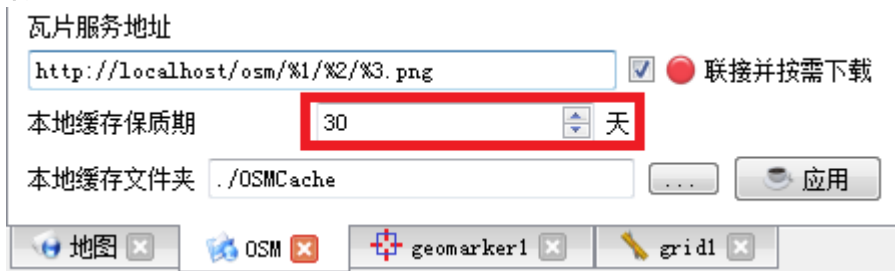 瓦片服务地址
http://localhost/osm/%1/%2/%3.png 联接并按需下载
本地缓存保质期 30 天
本地缓存文件夹 ./OSMCache ... 应用
地图 OSM geomarker1 grid1